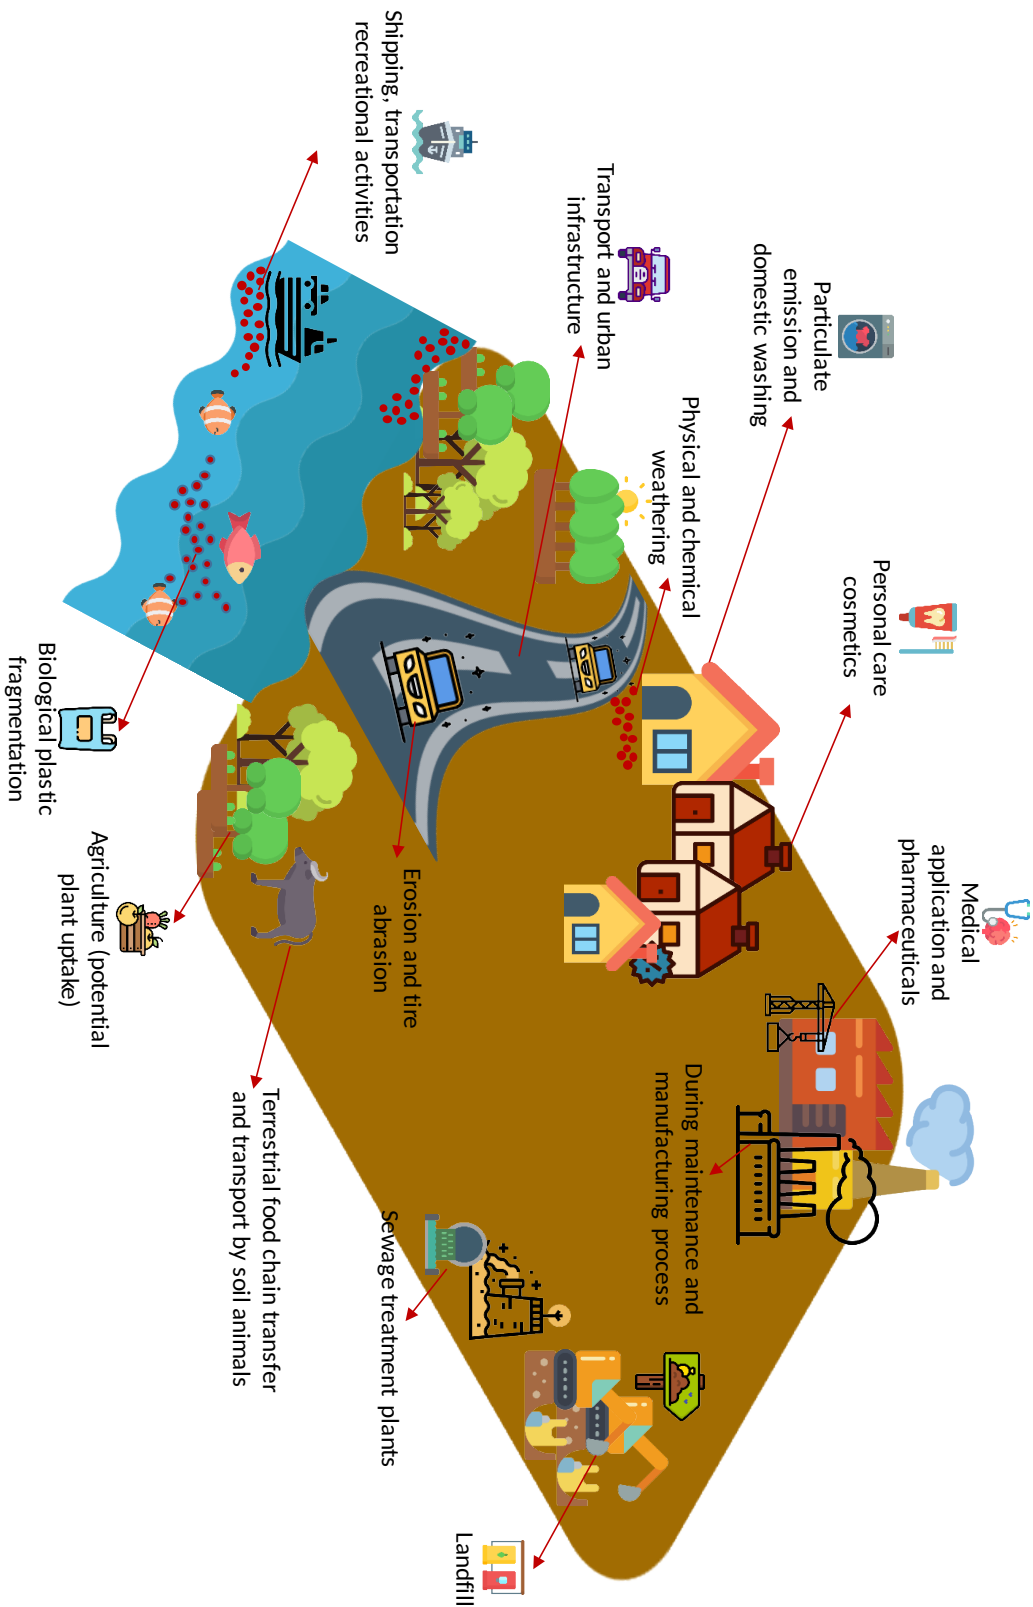 Shipping, transportation
recreational activities
Transport and urban
infrastructure
Particulate
emission and
domestic washing
Physical and chemical
weathering
Personal care
cosmetics
Medical
application and
pharmaceuticals
During maintenance and
manufacturing process
Erosion and tire
abrasion
Biological plastic
fragmentation
Agriculture (potential
plant uptake)
Terrestrial food chain transfer
and transport by soil animals
Sewage treatment plants
Landfill